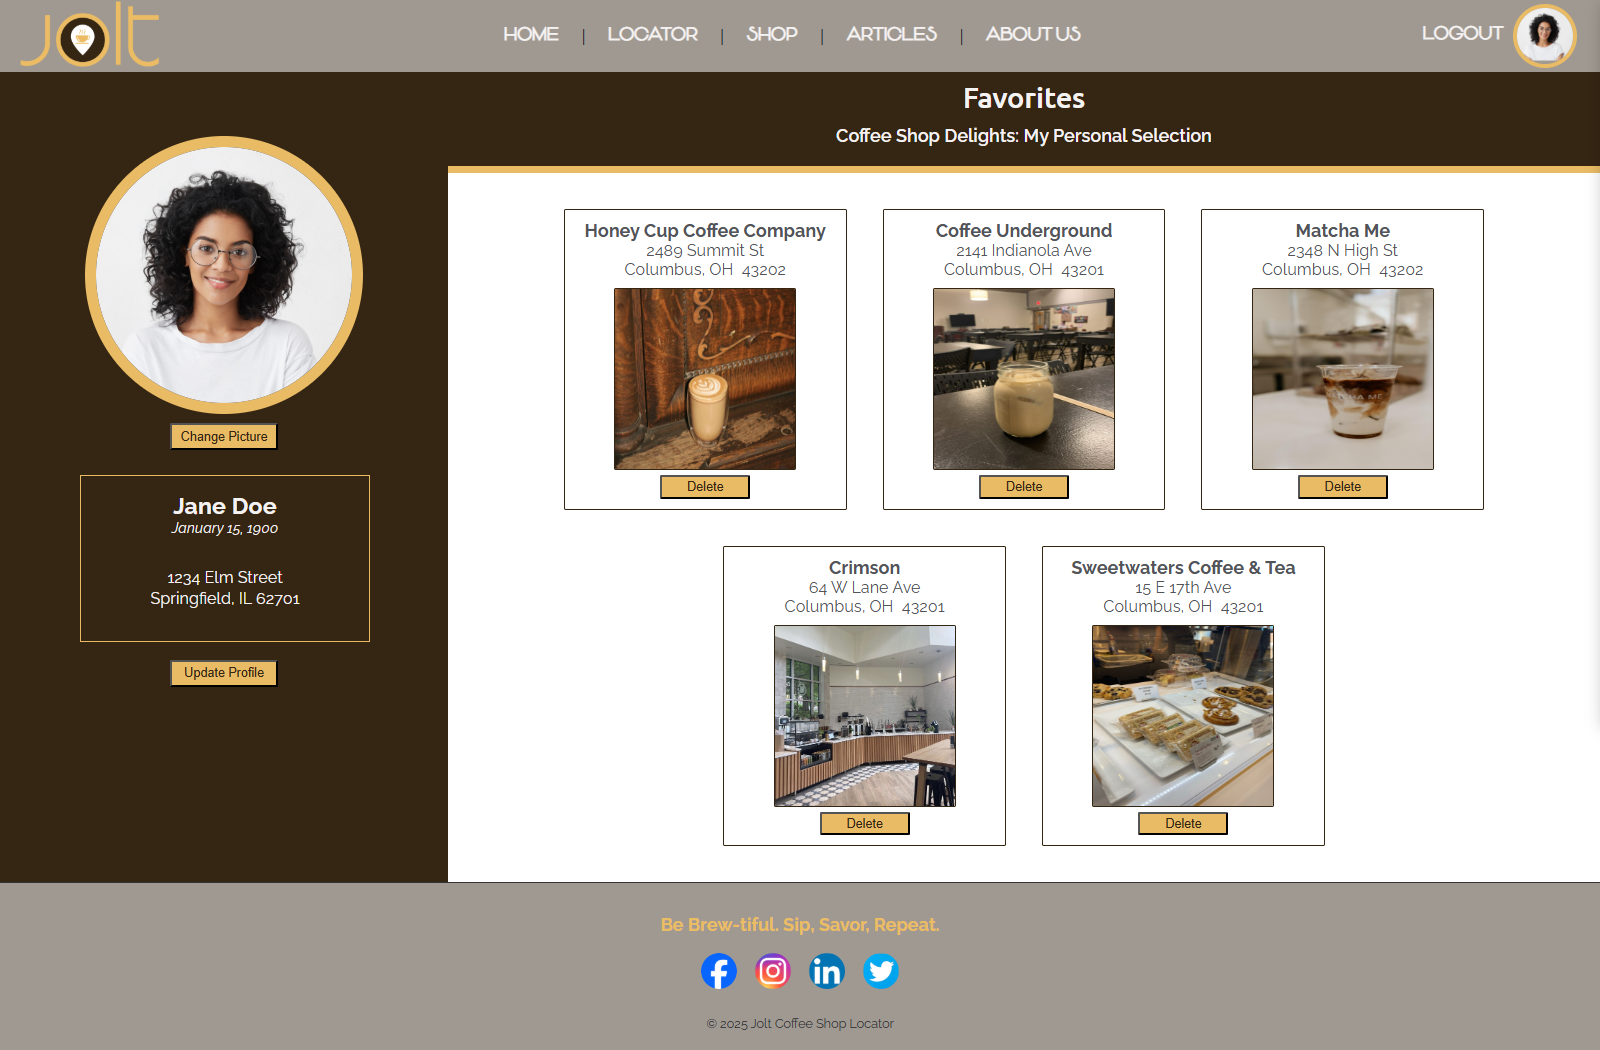 Jolt
HOME | LOCATOR | SHOP | ARTICLES | ABOUT US
LOGOUT
Favorites
Coffee Shop Delights: My Personal Selection
Change Picture
Jane Doe
January 15, 1900
1234 Elm Street
Springfield, IL 62701
Update Profile
Honey Cup Coffee Company
2489 Summit St
Columbus, OH 43202
Delete
Coffee Underground
2141 Indianola Ave
Columbus, OH 43201
Delete
Matcha Me
2348 N High St
Columbus, OH 43202
MATCHA ME
Delete
Crimson
64 W Lane Ave
Columbus, OH 43201
Delete
Sweetwaters Coffee & Tea
15 E 17th Ave
Columbus, OH 43201
Delete
Be Brew-tiful. Sip, Savor, Repeat.
© 2025 Jolt Coffee Shop Locator